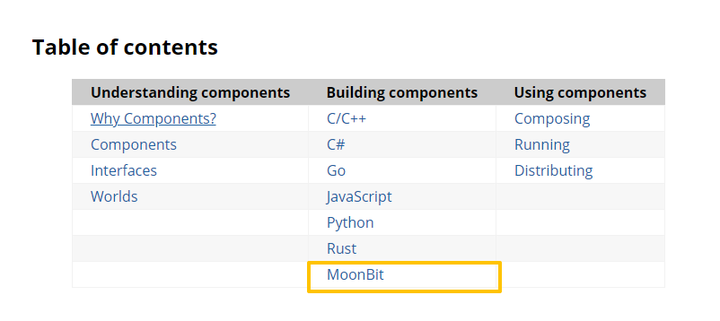 Table of contents
Understanding components Building components Using components
Why Components? C/C++ Composing
Components C# Running
Interfaces Go Distributing
Worlds JavaScript
Python
Rust
MoonBit